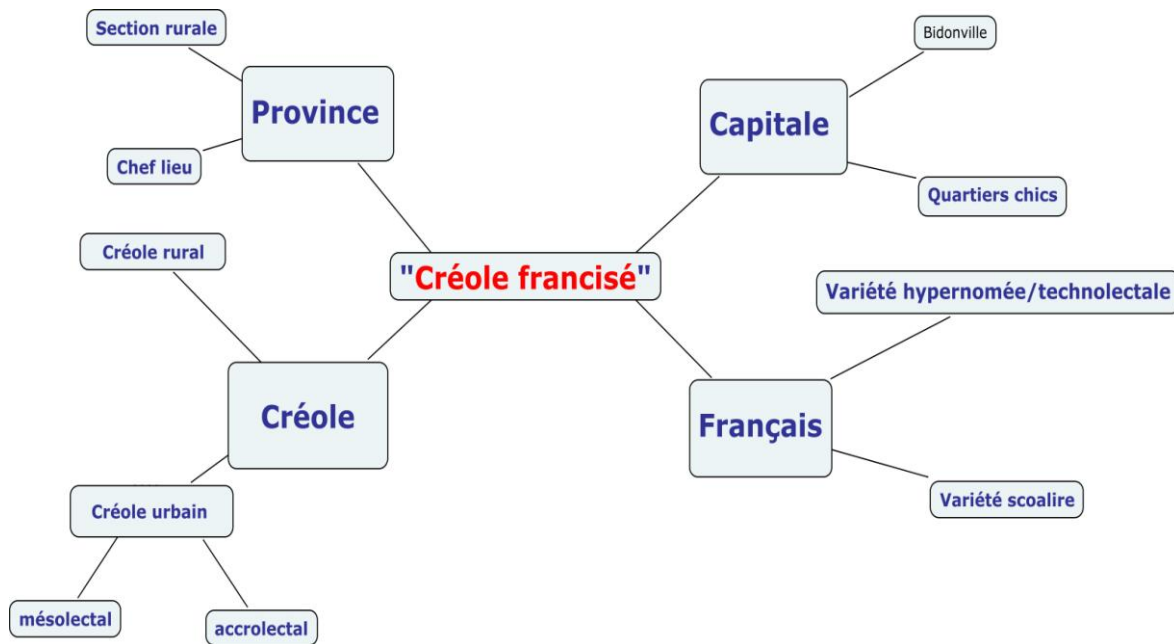 Section rurale
Bidonville
Province
Capitale
Chef lieu
Quartiers chics
Créole rural
"Créole francisé"
Variété hypernomée/technolectale
Créole
Français
Créole urbain
Variété scoalire
mésolectal
accrolectal